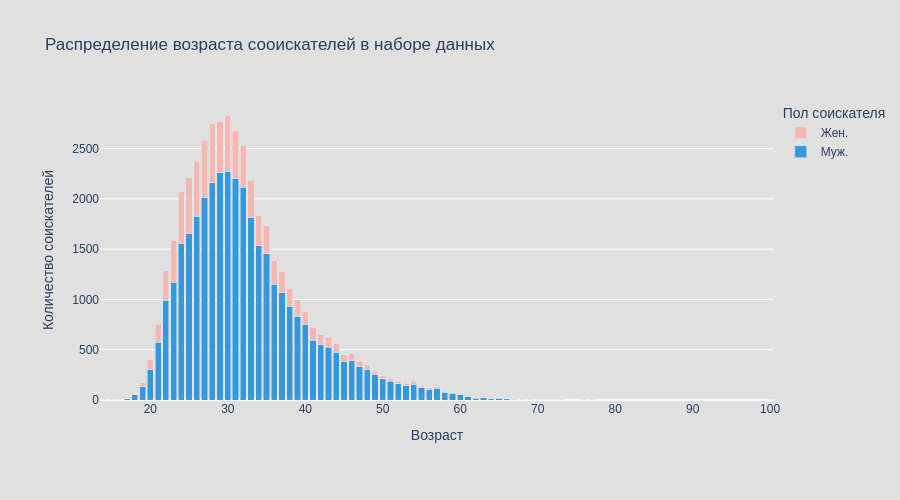 Распределение возраста сооискателей в наборе данных
Пол соискателя
Жен.
Муж.
Количество соискателей
2500
2000
1500
1000
500
0
20 30 40 50 60 70 80 90 100
Возраст